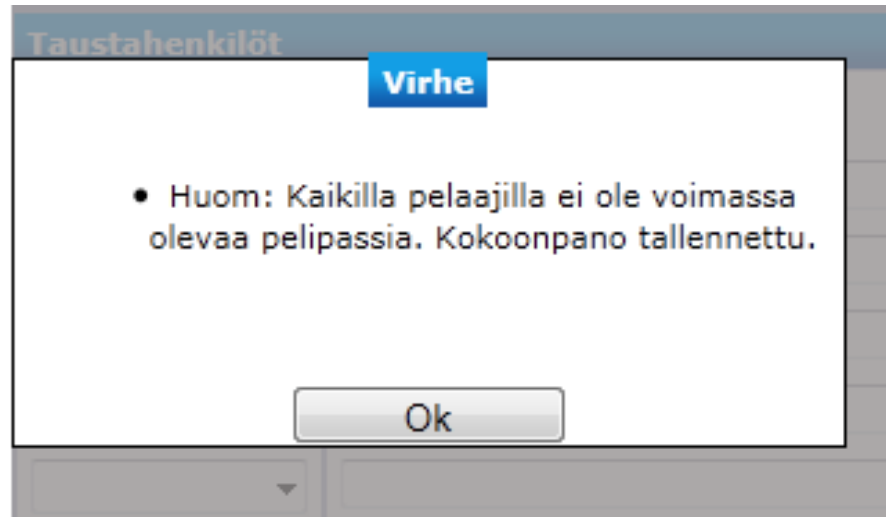 Taustahenkilöt
Virhe
• Huom: Kaikilla pelaajilla ei ole voimassa
olevaa pelipassia. Kokoonpano tallennettu.
Ok